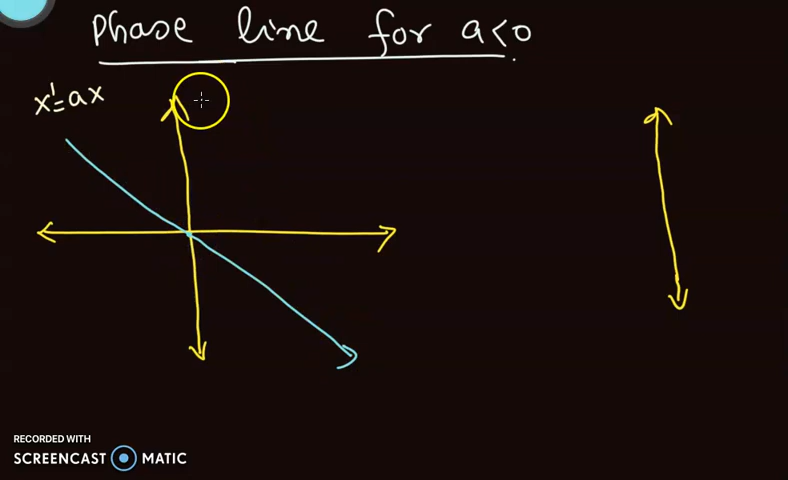 Phase line for a<0
x'=ax
RECORDED WITH
SCREENCAST MATIC